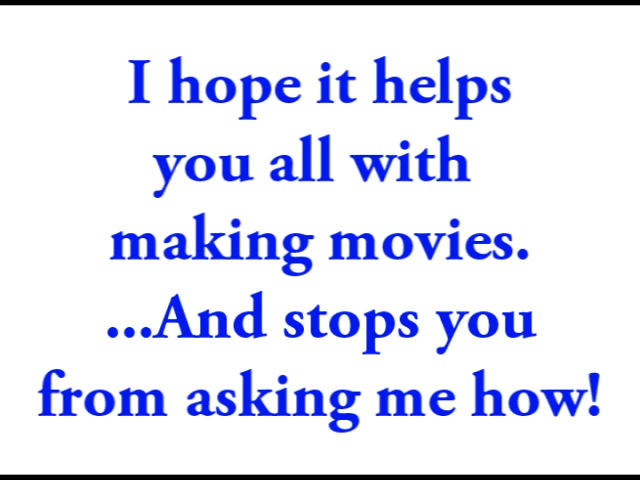 I hope it helps
you all with
making movies.
...And stops you
from asking me how!